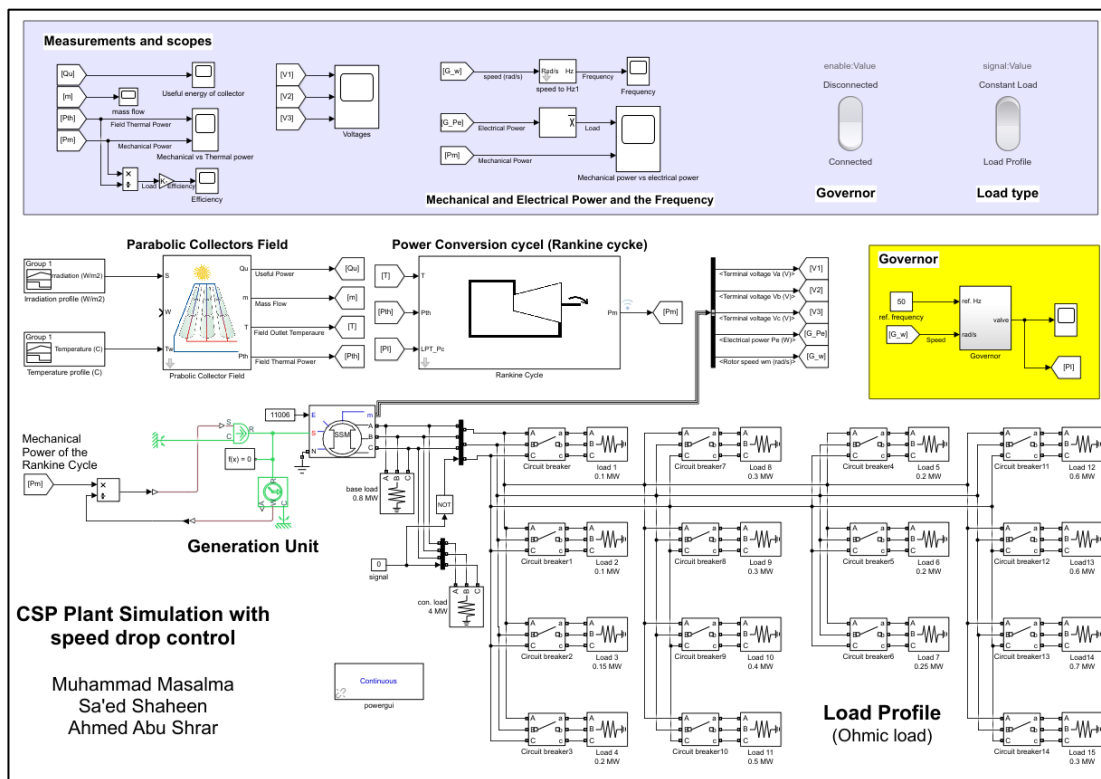 Measurements and scopes
[Qu]
Useful energy of collector
[m]
mass flow
[Pth]
Field Thermal Power
[Pm]
Mechanical Power
Mechanical vs Thermal power
×
÷
Load
K
Efficiency
Efficiency
[V1]
[V2]
[V3]
Voltages
[G_w]
speed (rad/s)
Rad/s Hz
speed to Hz1
Frequency
Frequency
[G_Pe]
Electrical Power
Load
[Pm]
Mechanical Power
Mechanical power vs electrical power
Mechanical and Electrical Power and the Frequency
enable:Value
Disconnected
Connected
Governor
signal:Value
Constant Load
Load Profile
Load type
Parabolic Collectors Field
Group 1
Irradiation (W/m2)
Irradiation profile (W/m2)
Group 1
Temperature (C)
Temperature profile (C)
S
W
Tw
Qu
m
T
Pth
Prabolic Collector Field
Useful Power
Mass Flow
Field Outlet Temperaure
Field Thermal Power
[Qu]
[m]
[T]
[Pth]
Power Conversion cycel (Rankine cycke)
[T]
[Pth]
[PI]
T
Pth
LPT_Pc
Pm
Rankine Cycle
[Pm]
<Terminal voltage Va (V)>
<Terminal voltage Vb (V)>
<Terminal voltage Vc (V)>
<Electrical power Pe (W)>
<Rotor speed wm (rad/s)>
[V1]
[V2]
[V3]
[G_Pe]
[G_w]
Governor
50
ref. frequency
[G_w]
Speed
ref. Hz
rad/s
valve
Governor
[PI]
Mechanical
Power of the
Rankine Cycle
[Pm]
×
÷
S
C
R
f(x) = 0
A
W
R
C
11006
E
S
N
SSM
m
A
B
C
Generation Unit
A B C
base load
0.8 MW
NOT
0
signal
A B C
con. load
4 MW
A B C a b c
Circuit breaker
A B C
load 1
0.1 MW
A B C a b c
Circuit breaker7
A B C
Load 8
0.3 MW
A B C a b c
Circuit breaker4
A B C
Load 5
0.2 MW
A B C a b c
Circuit breaker11
A B C
Load 12
0.6 MW
A B C a b c
Circuit breaker1
A B C
Load 2
0.1 MW
A B C a b c
Circuit breaker8
A B C
Load 9
0.3 MW
A B C a b c
Circuit breaker5
A B C
Load 6
0.2 MW
A B C a b c
Circuit breaker12
A B C
Load13
0.6 MW
A B C a b c
Circuit breaker2
A B C
Load 3
0.15 MW
A B C a b c
Circuit breaker9
A B C
Load 10
0.4 MW
A B C a b c
Circuit breaker6
A B C
Load 7
0.25 MW
A B C a b c
Circuit breaker13
A B C
Load14
0.7 MW
A B C a b c
Circuit breaker3
A B C
Load 4
0.2 MW
A B C a b c
Circuit breaker10
A B C
Load 11
0.5 MW
A B C a b c
Circuit breaker14
A B C
Load 15
0.3 MW
CSP Plant Simulation with
speed drop control
Muhammad Masalma
Sa'ed Shaheen
Ahmed Abu Shrar
Continuous
powergui
Load Profile
(Ohmic load)